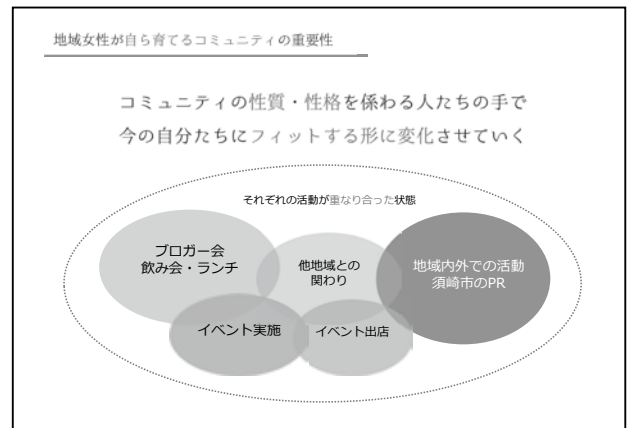 地域女性が自ら育てるコミュニティの重要性
コミュニティの性質・性格を係わる人たちの手で
今の自分たちにフィットする形に変化させていく
それぞれの活動が重なり合った状態
ブロガー会
飲み会・ランチ
他地域との
関わり
地域内外での活動
須崎市のPR
イベント実施
イベント出店